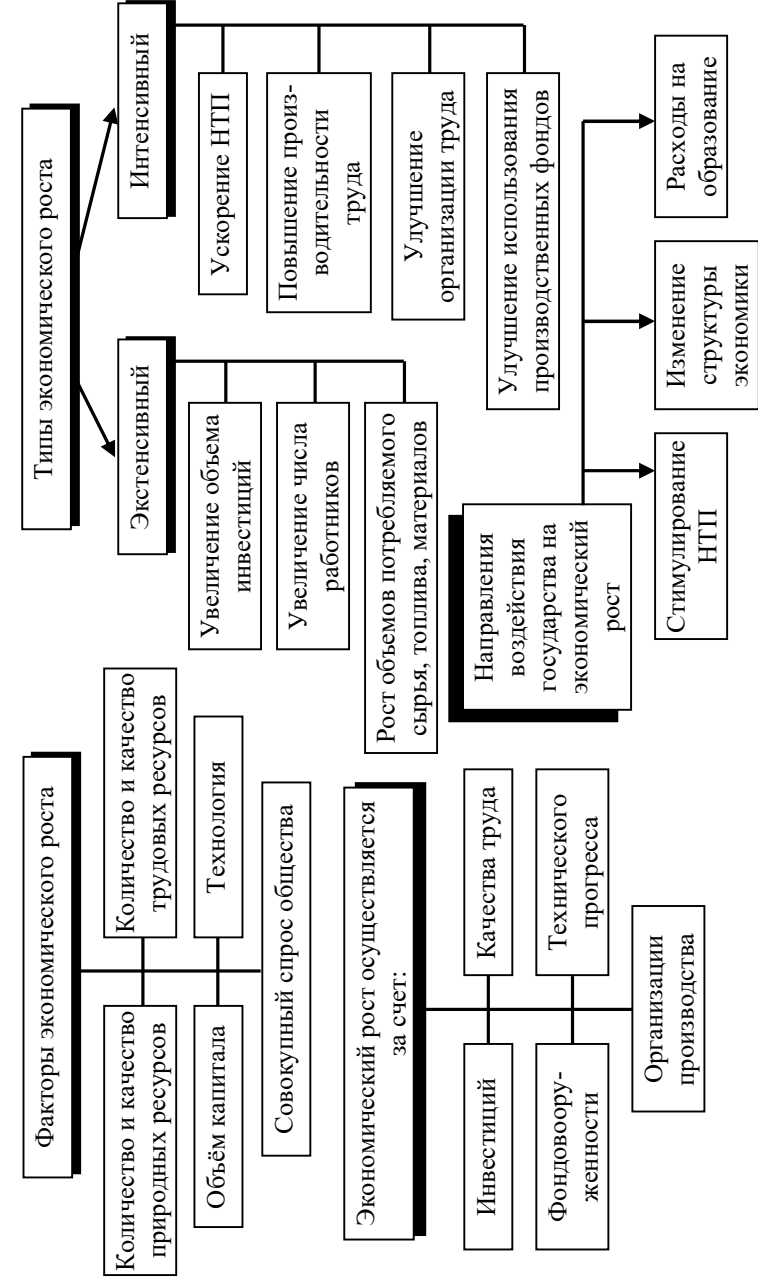 Факторы экономического роста
Количество и качество
природных ресурсов
Количество и качество
трудовых ресурсов
Объём капитала
Технология
Совокупный спрос общества
Экономический рост осуществляется
за счет:
Инвестиций
Качества труда
Фондовоору-
женности
Технического
прогресса
Организации
производства
Типы экономического роста
Экстенсивный
Интенсивный
Увеличение объема
инвестиций
Увеличение числа
работников
Рост объемов потребляемого
сырья, топлива, материалов
Ускорение НТП
Повышение произ-
водительности
труда
Улучшение
организации труда
Улучшение использования
производственных фондов
Направления
воздействия
государства на
экономический
рост
Стимулирование
НТП
Изменение
структуры
экономики
Расходы на
образование